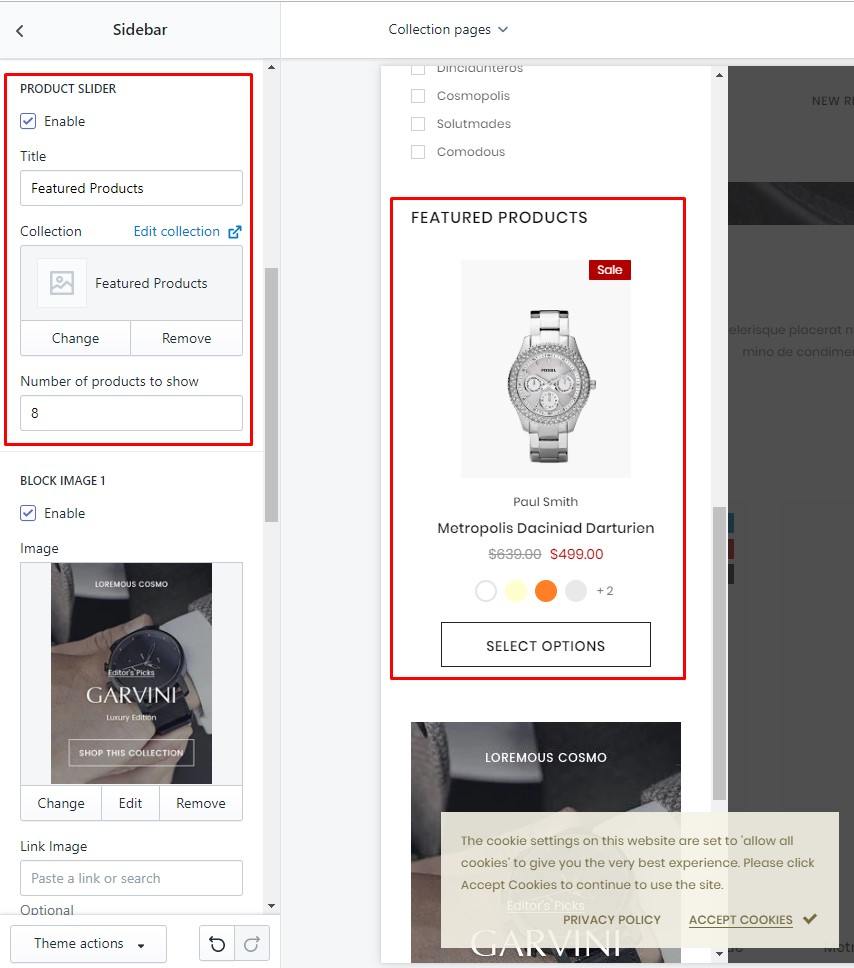 Sidebar
Collection pages
PRODUCT SLIDER
Enable
Title
Featured Products
Collection
Edit collection
Featured Products
Change
Remove
Number of products to show
8
BLOCK IMAGE 1
Enable
Image
LOREMOUS COSMO
Editor's Picks
GARVINI
Luxury Edition
SHOP THIS COLLECTION
Change
Edit
Remove
Link Image
Paste a link or search
Optional
Theme actions
Dinciaunteros
Cosmopolis
Solutmades
Comodous
FEATURED PRODUCTS
Sale
FOSSIL
Paul Smith
Metropolis Daciniad Darturien
$639.00 $499.00
+ 2
SELECT OPTIONS
LOREMOUS COSMO
Editor's Picks
GARVINI
NEW
elerisque placerat
mino de
The cookie settings on this website are set to 'allow all
cookies' to give you the very best experience. Please click
Accept Cookies to continue to use the site.
PRIVACY POLICY
ACCEPT COOKIES